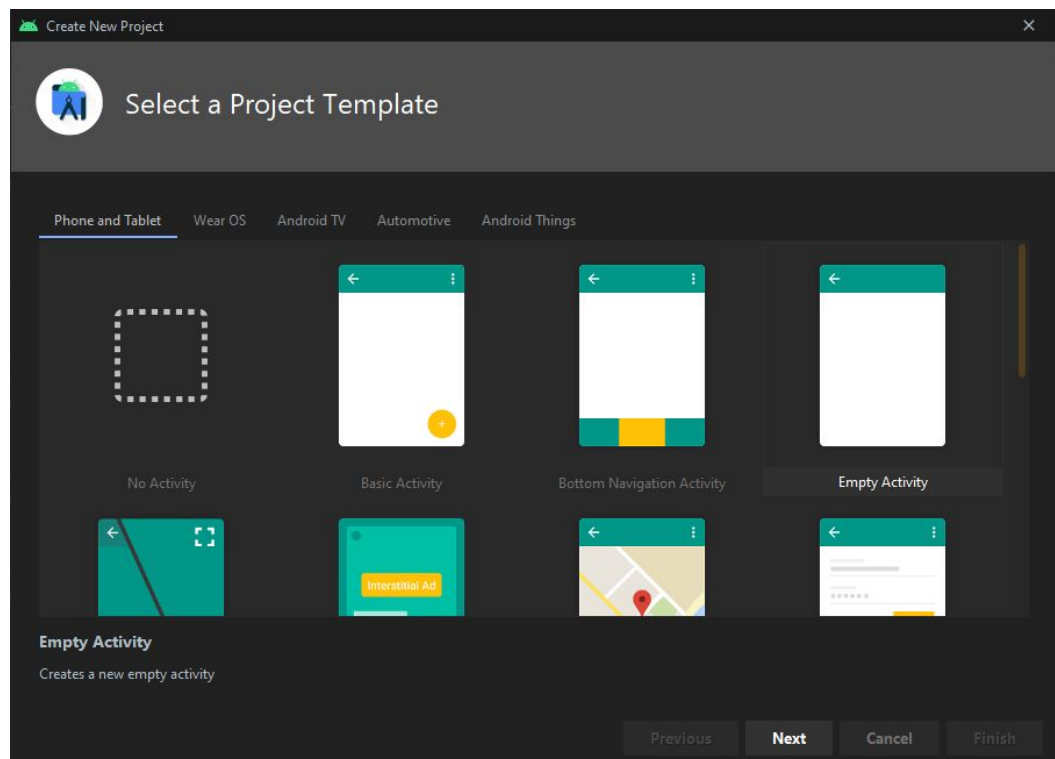 Create New Project
Select a Project Template
Phone and Tablet Wear OS Android TV Automotive Android Things
No Activity Basic Activity Bottom Navigation Activity Empty Activity
Interstitial Ad
Empty Activity
Creates a new empty activity
Previous Next Cancel Finish